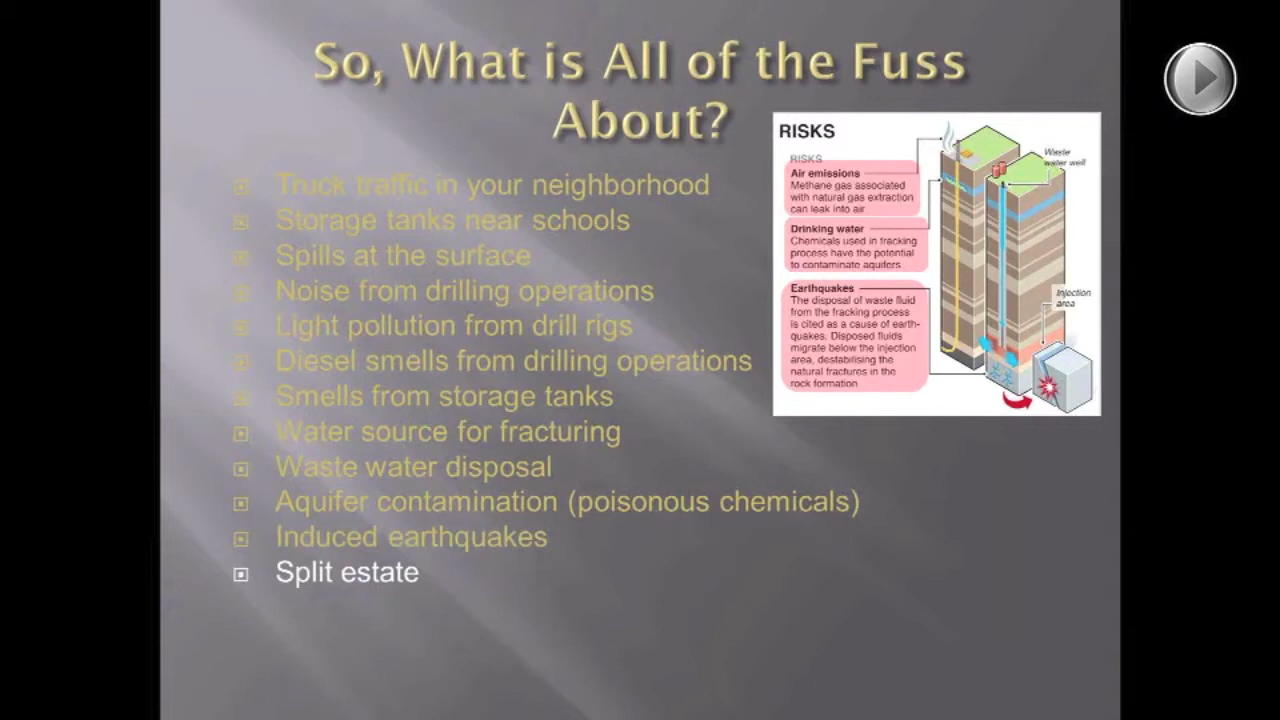 So, What is All of the Fuss
About?
Truck traffic in your neighborhood
Storage tanks near schools
Spills at the surface
Noise from drilling operations
Light pollution from drill rigs
Diesel smells from drilling operations
Smells from storage tanks
Water source for fracturing
Waste water disposal
Aquifer contamination (poisonous chemicals)
Induced earthquakes
Split estate
RISKS
RISKS
Air emissions
Methane gas associated
with natural gas extraction
can leak into air
Drinking water
Chemicals used in fracking
process have the potential
to contaminate aquifers
Earthquakes
The disposal of waste fluid
from the fracking process
is cited as a cause of earth-
quakes. Disposed fluids
migrate below the injection
area, destabilising the
natural fractures in the
rock formation
Waste
water well
Injection
area